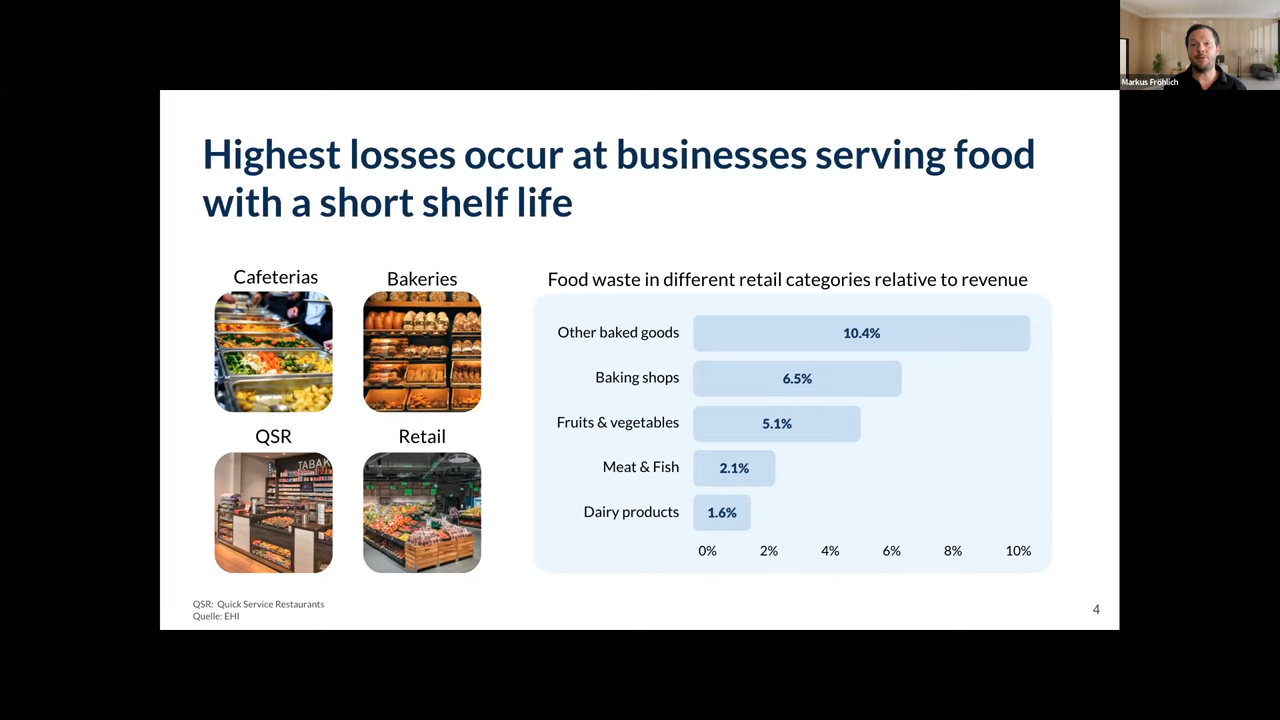 Markus Fröhlich
Highest losses occur at businesses serving food
with a short shelf life
Cafeterias
Bakeries
QSR
Retail
TABAK
Food waste in different retail categories relative to revenue
Other baked goods 10.4%
Baking shops 6.5%
Fruits & vegetables 5.1%
Meat & Fish 2.1%
Dairy products 1.6%
0% 2% 4% 6% 8% 10%
QSR: Quick Service Restaurants
Quelle: EHI
4